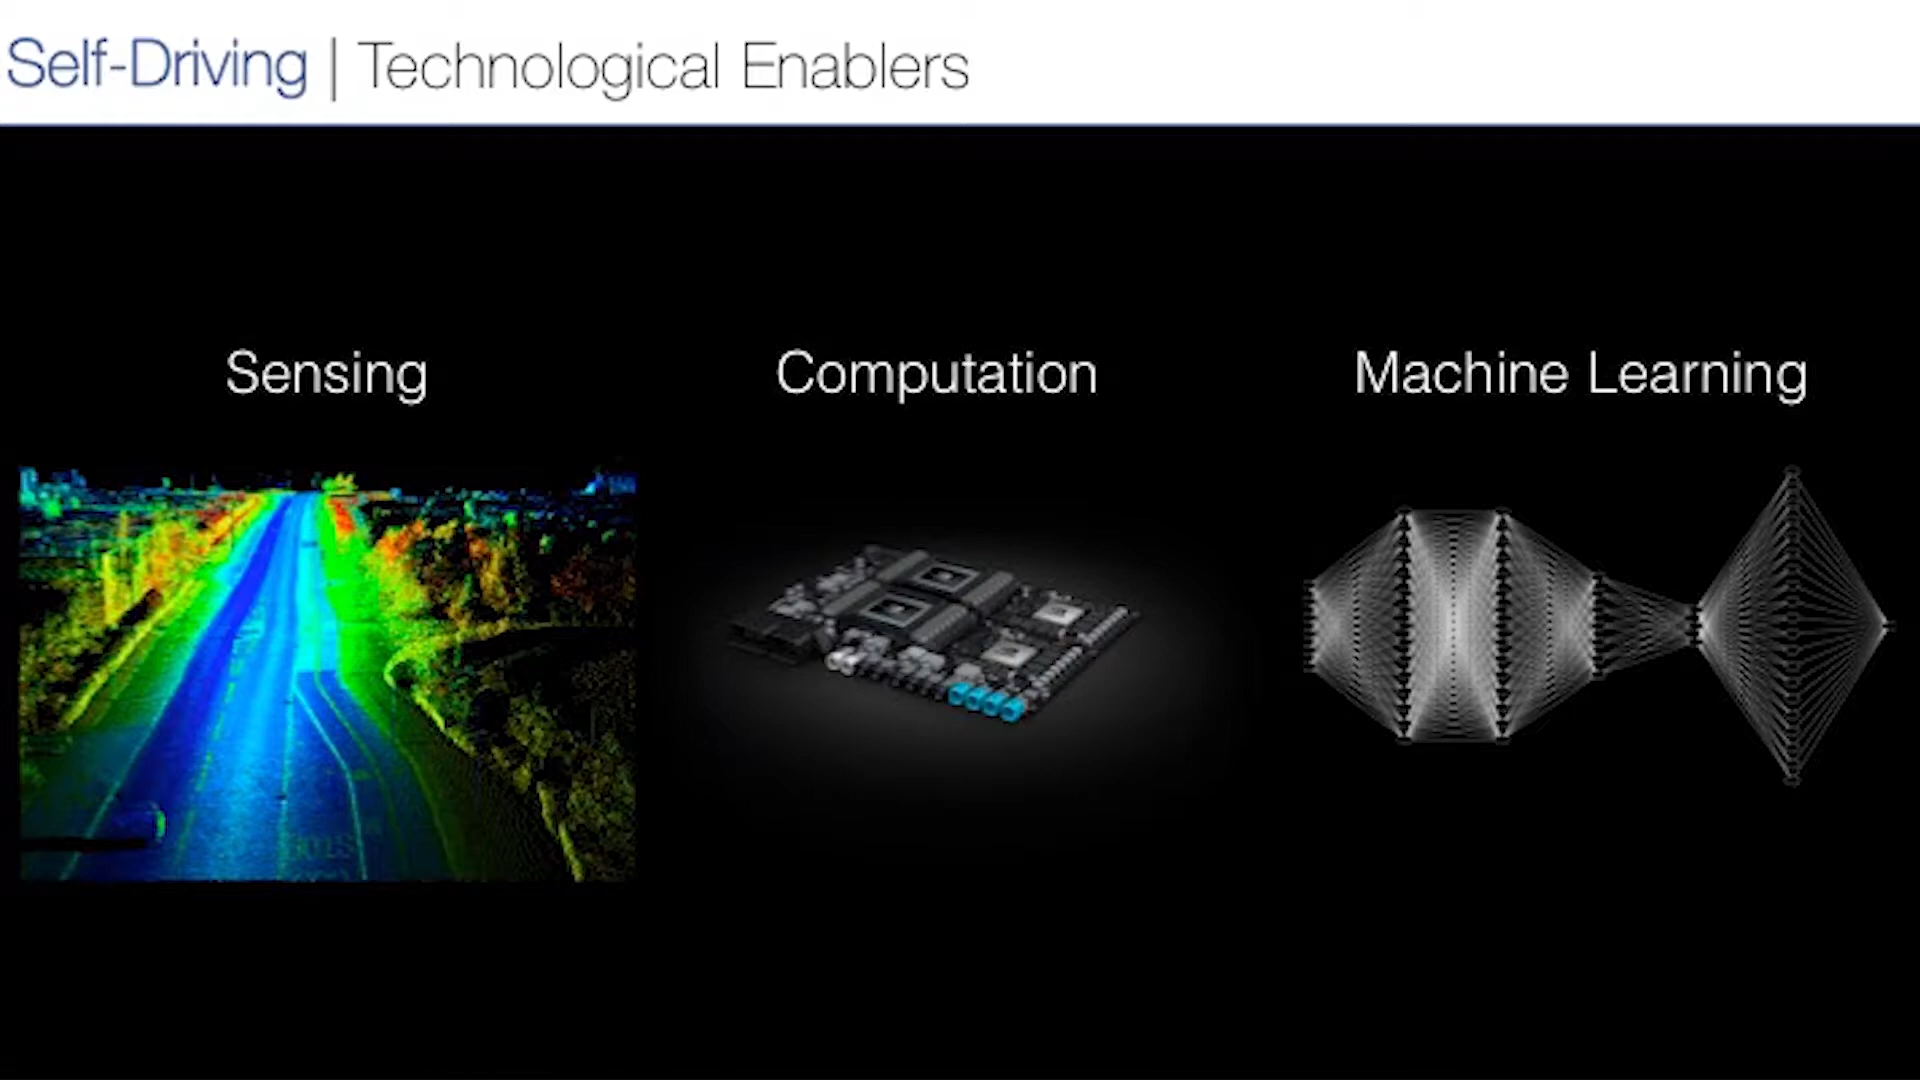 Self-Driving | Technological Enablers
Sensing
Computation
Machine Learning